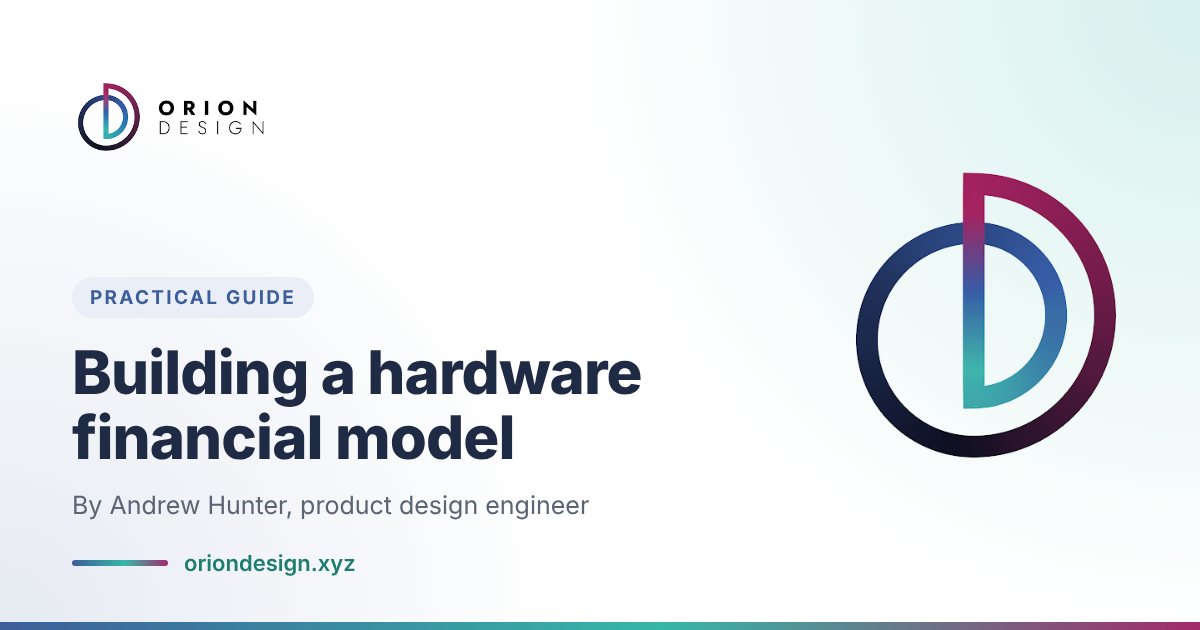 ORION
DESIGN
PRACTICAL GUIDE
Building a hardware
financial model
By Andrew Hunter, product design engineer
oriondesign.xyz